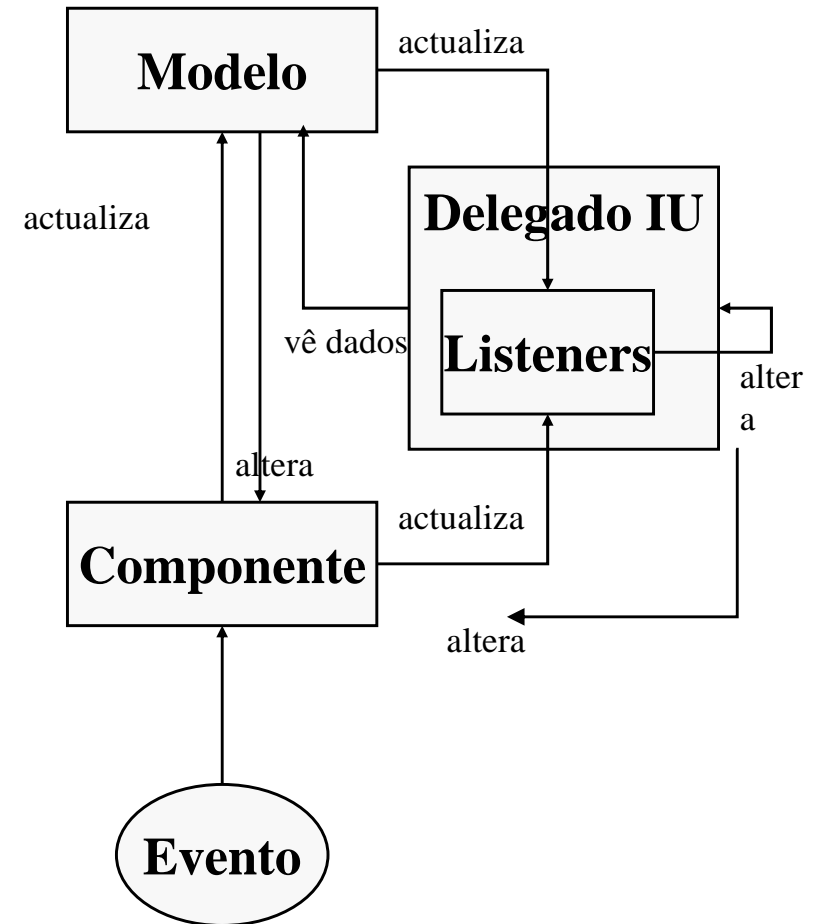 actualiza
Modelo
actualiza
Delegado IU
vê dados
Listeners
alter
a
altera
actualiza
Componente
altera
Evento